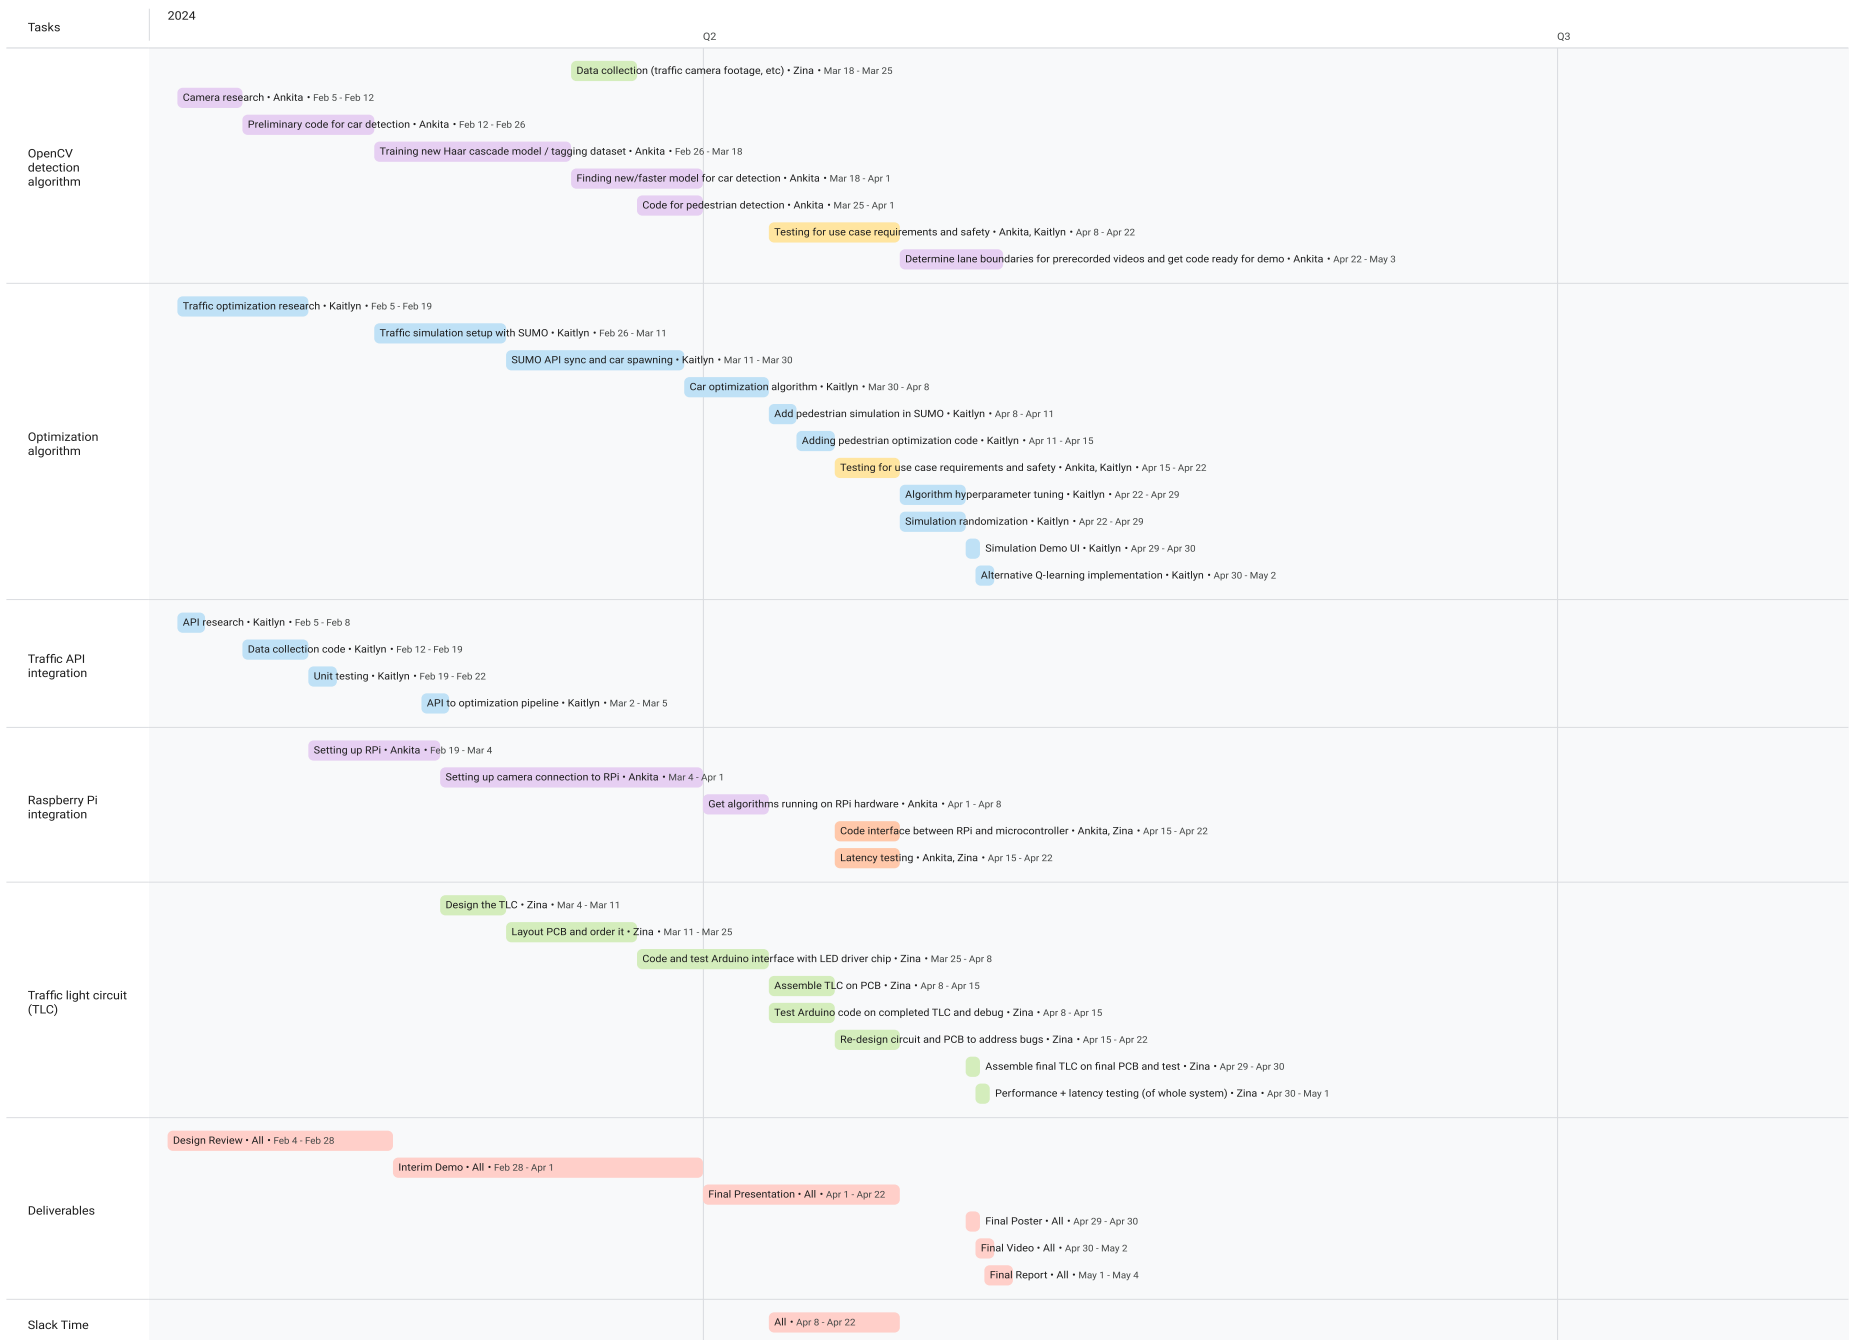 2024
Tasks
Q2
Q3
Data collection (traffic camera footage, etc) • Zina • Mar 18 - Mar 25
Camera research • Ankita • Feb 5 - Feb 12
Preliminary code for car detection • Ankita • Feb 12 - Feb 26
OpenCV
detection
algorithm
Training new Haar cascade model / tagging dataset • Ankita • Feb 26 - Mar 18
Finding new/faster model for car detection • Ankita • Mar 18 - Apr 1
Code for pedestrian detection • Ankita • Mar 25 - Apr 1
Testing for use case requirements and safety • Ankita, Kaitlyn • Apr 8 - Apr 22
Determine lane boundaries for prerecorded videos and get code ready for demo • Ankita • Apr 22 - May 3
Traffic optimization research • Kaitlyn • Feb 5 - Feb 19
Traffic simulation setup with SUMO • Kaitlyn • Feb 26 - Mar 11
SUMO API sync and car spawning • Kaitlyn • Mar 11 - Mar 30
Car optimization algorithm • Kaitlyn • Mar 30 - Apr 8
Add pedestrian simulation in SUMO • Kaitlyn • Apr 8 - Apr 11
Optimization
algorithm
Adding pedestrian optimization code • Kaitlyn • Apr 11 - Apr 15
Testing for use case requirements and safety • Ankita, Kaitlyn • Apr 15 - Apr 22
Algorithm hyperparameter tuning • Kaitlyn • Apr 22 - Apr 29
Simulation randomization • Kaitlyn • Apr 22 - Apr 29
Simulation Demo UI • Kaitlyn • Apr 29 - Apr 30
Alternative Q-learning implementation • Kaitlyn • Apr 30 - May 2
API research • Kaitlyn • Feb 5 - Feb 8
Data collection code • Kaitlyn • Feb 12 - Feb 19
Traffic API
integration
Unit testing • Kaitlyn • Feb 19 - Feb 22
API to optimization pipeline • Kaitlyn • Mar 2 - Mar 5
Setting up RPi • Ankita • Feb 19 - Mar 4
Setting up camera connection to RPi • Ankita • Mar 4 - Apr 1
Raspberry Pi
integration
Get algorithms running on RPi hardware • Ankita • Apr 1 - Apr 8
Code interface between RPi and microcontroller • Ankita, Zina • Apr 15 - Apr 22
Latency testing • Ankita, Zina • Apr 15 - Apr 22
Design the TLC • Zina • Mar 4 - Mar 11
Layout PCB and order it • Zina • Mar 11 - Mar 25
Code and test Arduino interface with LED driver chip • Zina • Mar 25 - Apr 8
Assemble TLC on PCB • Zina • Apr 8 - Apr 15
Traffic light circuit
(TLC)
Test Arduino code on completed TLC and debug • Zina • Apr 8 - Apr 15
Re-design circuit and PCB to address bugs • Zina • Apr 15 - Apr 22
Assemble final TLC on final PCB and test • Zina • Apr 29 - Apr 30
Performance + latency testing (of whole system) • Zina • Apr 30 - May 1
Design Review • All • Feb 4 - Feb 28
Interim Demo • All • Feb 28 - Apr 1
Final Presentation • All • Apr 1 - Apr 22
Deliverables
Final Poster • All • Apr 29 - Apr 30
Final Video • All • Apr 30 - May 2
Final Report • All • May 1 - May 4
Slack Time
All • Apr 8 - Apr 22